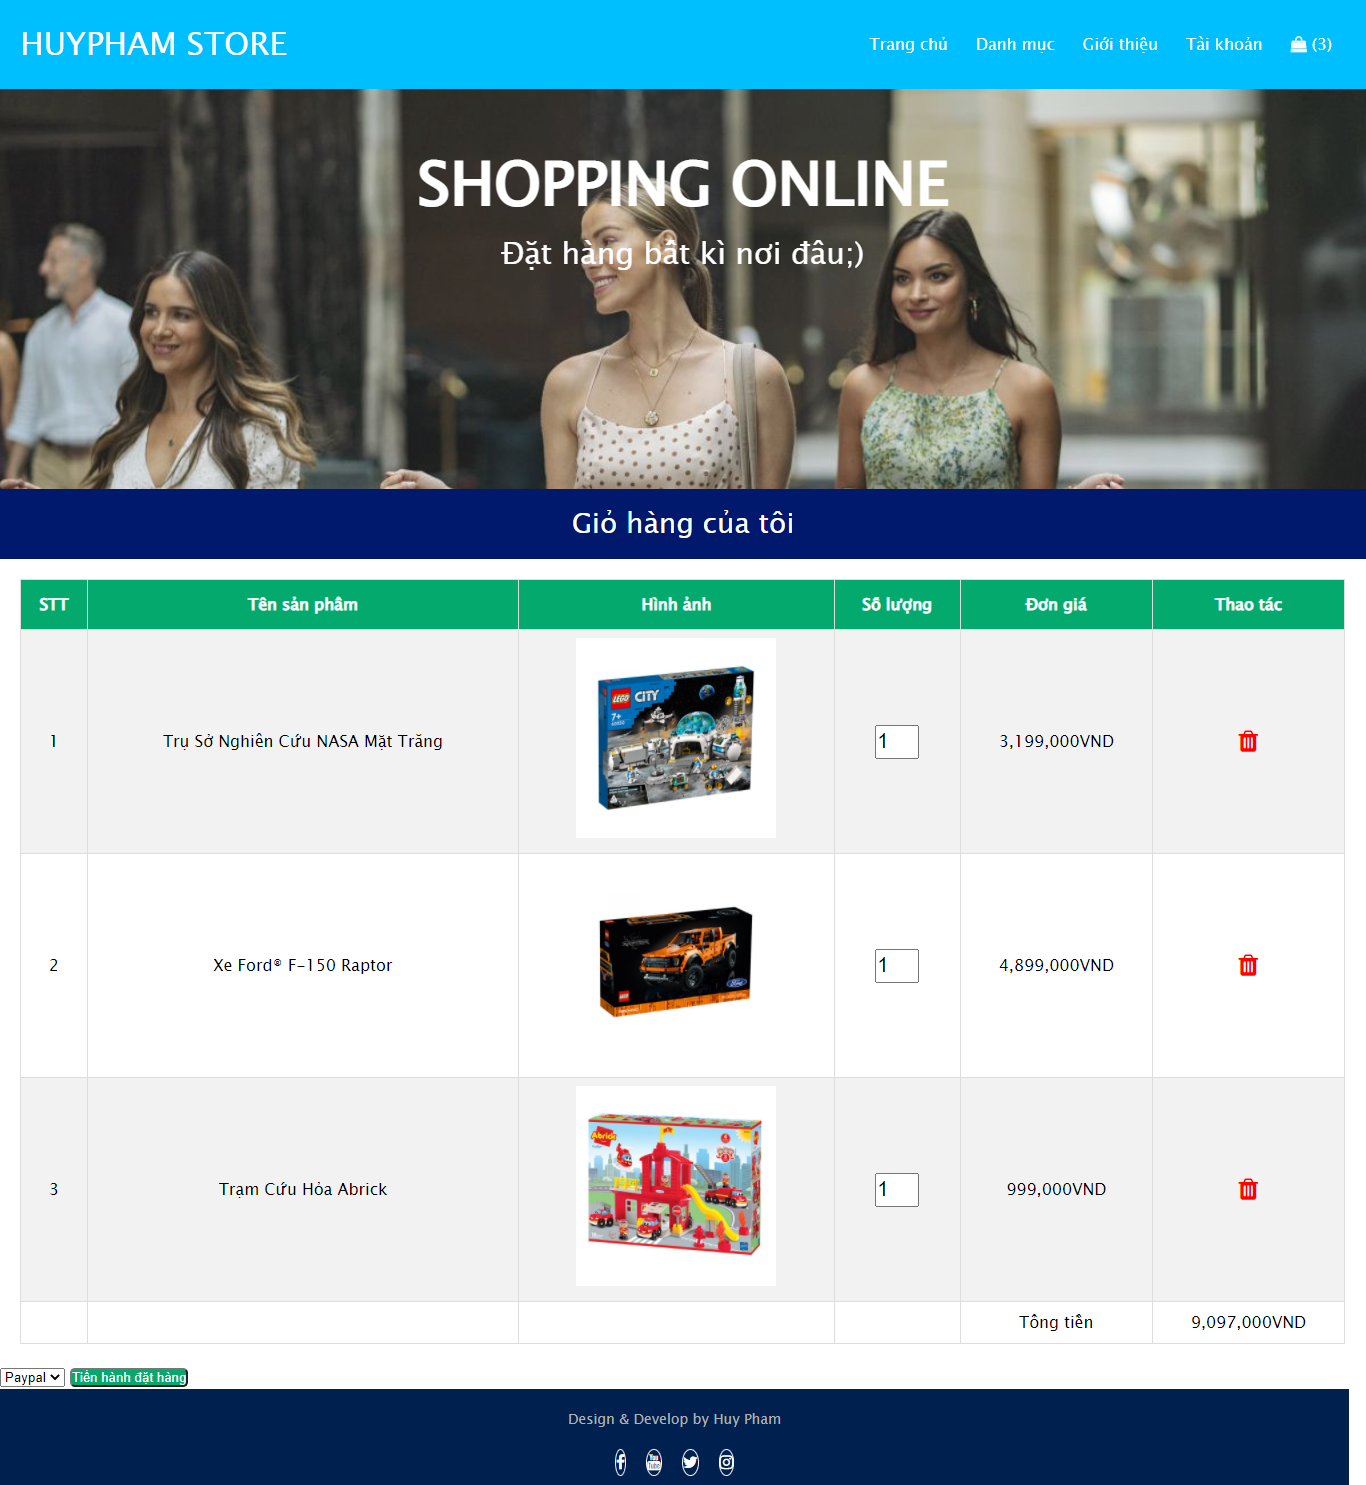 HUYPHAM STORE
Trang chủ Danh mục Giới thiệu Tài khoản (3)
SHOPPING ONLINE
Đặt hàng bất kì nơi đâu;)
Giỏ hàng của tôi
STT Tên sản phẩm Hình ảnh Số lượng Đơn giá Thao tác
LEGO CITY
7+
1 Trụ Sở Nghiên Cứu NASA Mặt Trăng 1 3,199,000VND
2 Xe Ford® F-150 Raptor 1 4,899,000VND
Ford
Abrick
3 Trạm Cứu Hỏa Abrick 1 999,000VND
Tổng tiền 9,097,000VND
Paypal Tiến hành đặt hàng
Design & Develop by Huy Pham
You Tube